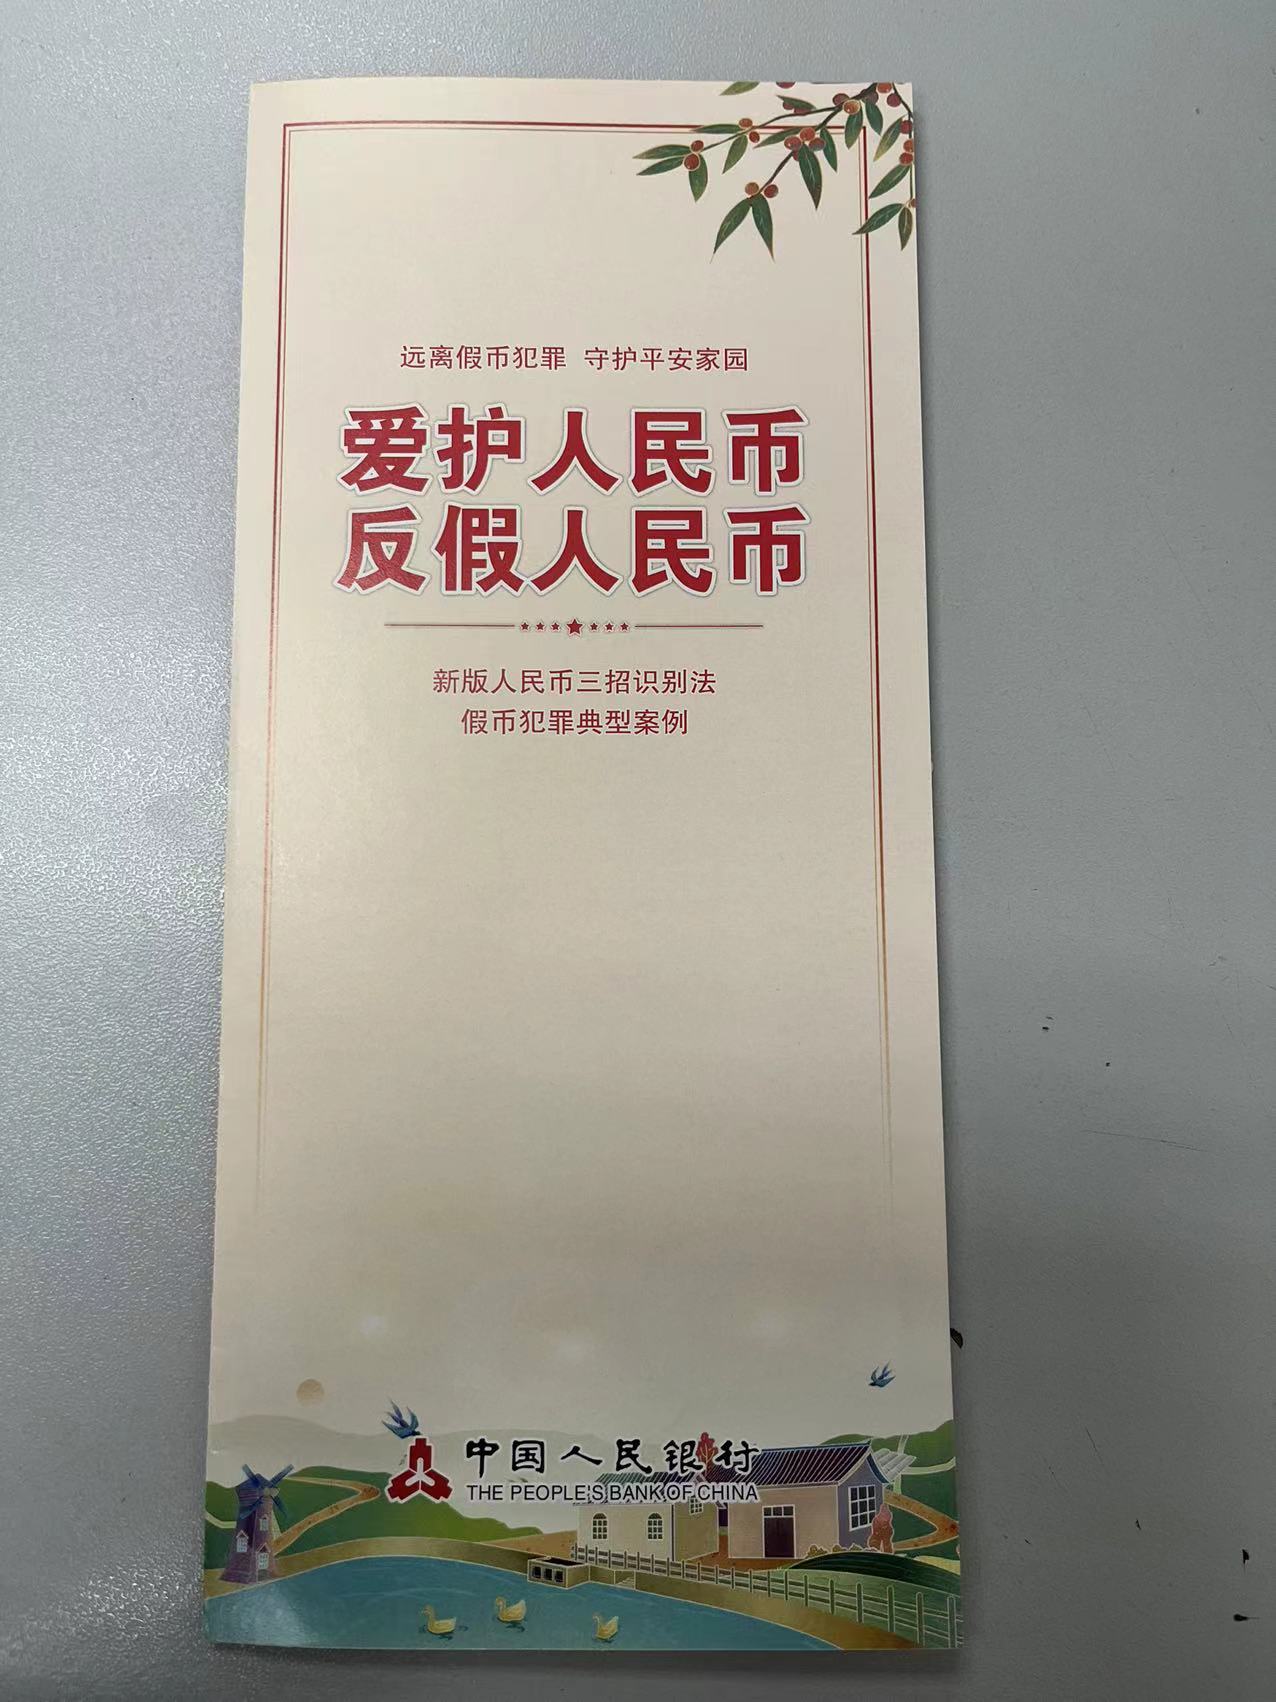 远离假币犯罪 守护平安家园
爱护人民币
反假人民币
新版人民币三招识别法
假币犯罪典型案例
中国人民银行
THE PEOPLE'S BANK OF CHINA